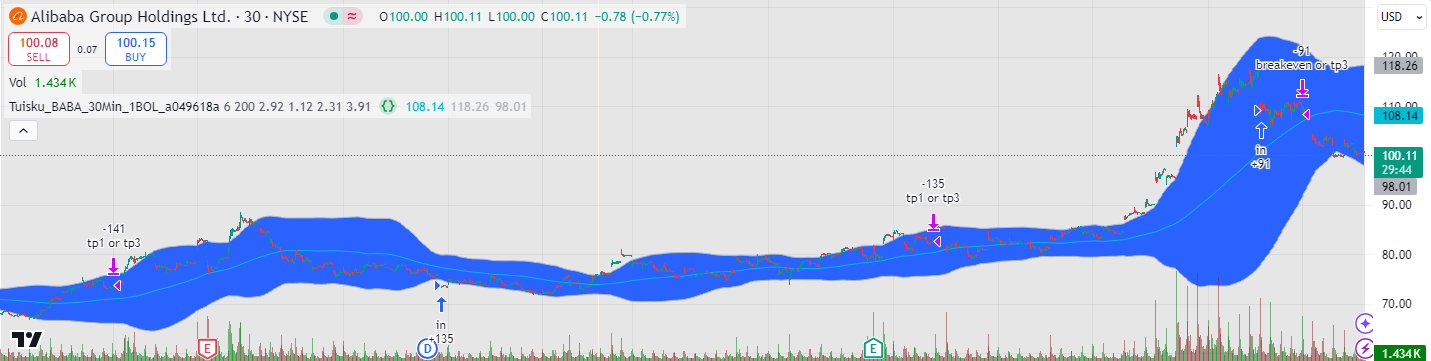 Alibaba Group Holdings Ltd. · 30 · NYSE O100.00 H100.11 L100.00 C100.11 −0.78 (−0.77%)
USD
100.08 SELL
0.07
100.15 BUY
Vol 1.434 K
Tuisku_BABA_30Min_1BOL_a049618a 6 200 2.92 1.12 2.31 3.91 {} 108.14 118.26 98.01
120.00
118.26
110.00
108.14
100.11
29:44
98.01
90.00
80.00
70.00
1.434 K
-141
tp1 or tp3
in
+135
-135
tp1 or tp3
in
+91
-91
breakeven or tp3
E
D
E